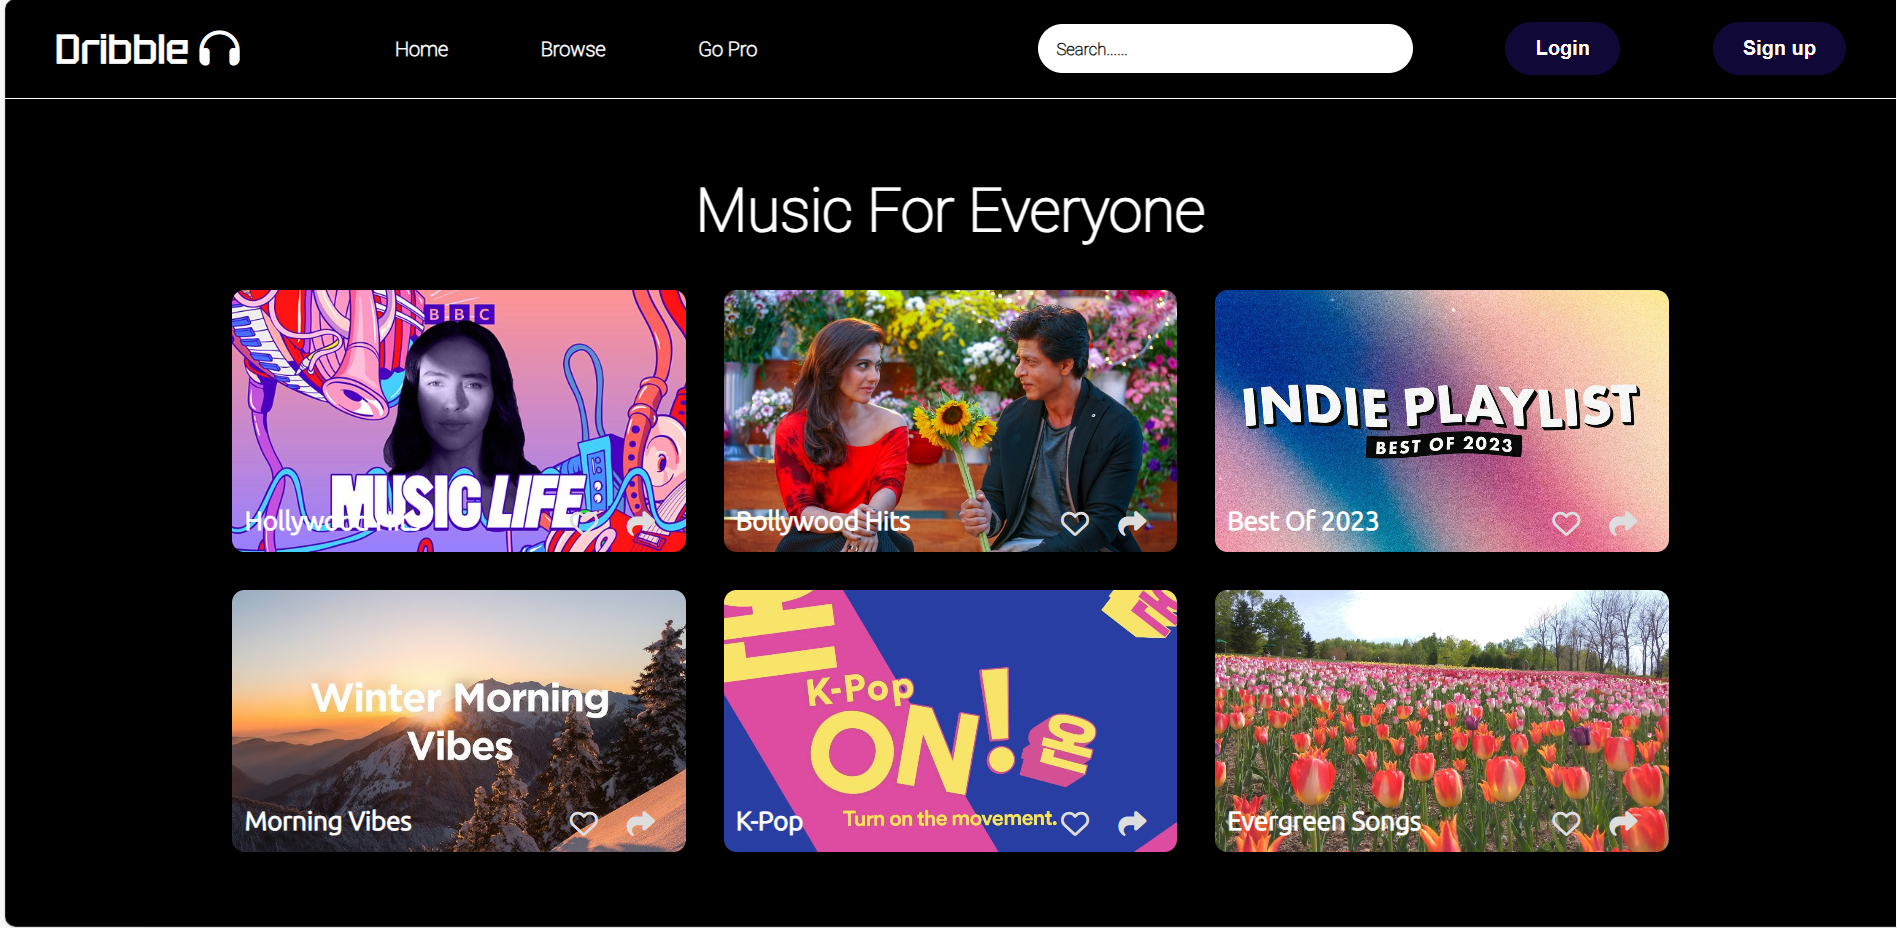 Dribble
Home
Browse
Go Pro
Search......
Login
Sign up
Music For Everyone
BBC
MUSIC LIFE
Hollywood Hits
Bollywood Hits
INDIE PLAYLIST
BEST OF 2023
Best Of 2023
Winter Morning
Vibes
Morning Vibes
K-Pop
ON!
온
Turn on the movement.
K-Pop
Evergreen Songs